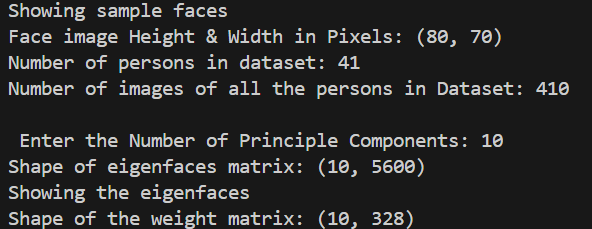 Showing sample faces
Face image Height & Width in Pixels: (80, 70)
Number of persons in dataset: 41
Number of images of all the persons in Dataset: 410
Enter the Number of Principle Components: 10
Shape of eigenfaces matrix: (10, 5600)
Showing the eigenfaces
Shape of the weight matrix: (10, 328)